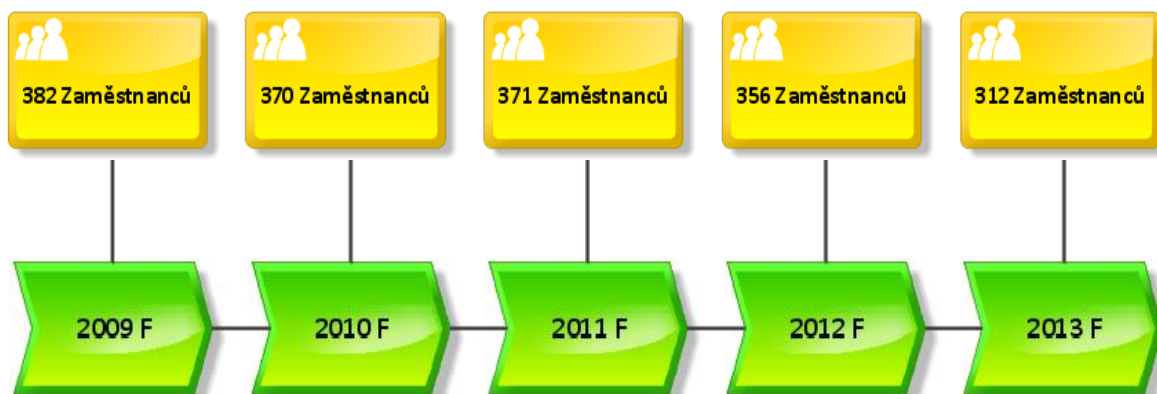 382 Zaměstnanců
370 Zaměstnanců
371 Zaměstnanců
356 Zaměstnanců
312 Zaměstnanců
2009 F
2010 F
2011 F
2012 F
2013 F